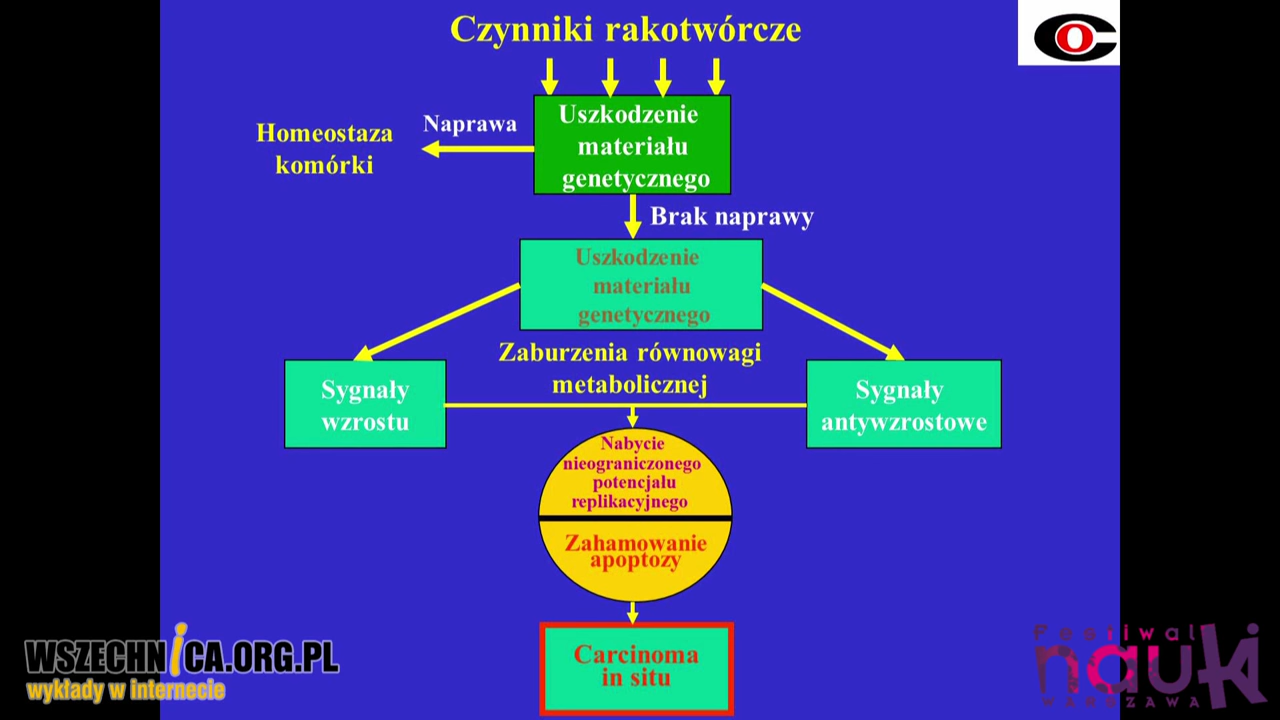 Czynniki rakotwórcze
Uszkodzenie
materiału
genetycznego
Naprawa
Homeostaza
komórki
Brak naprawy
Uszkodzenie
materiału
genetycznego
Zaburzenia równowagi
metabolicznej
Sygnały
wzrostu
Sygnały
antywzrostowe
Nabycie
nieograniczonego
potencjału
replikacyjnego
Zahamowanie
apoptozy
Carcinoma
in situ
WSZECHNiCA.ORG.PL
wykłady w internecie
Festiwal
nauki
WARSZAWA